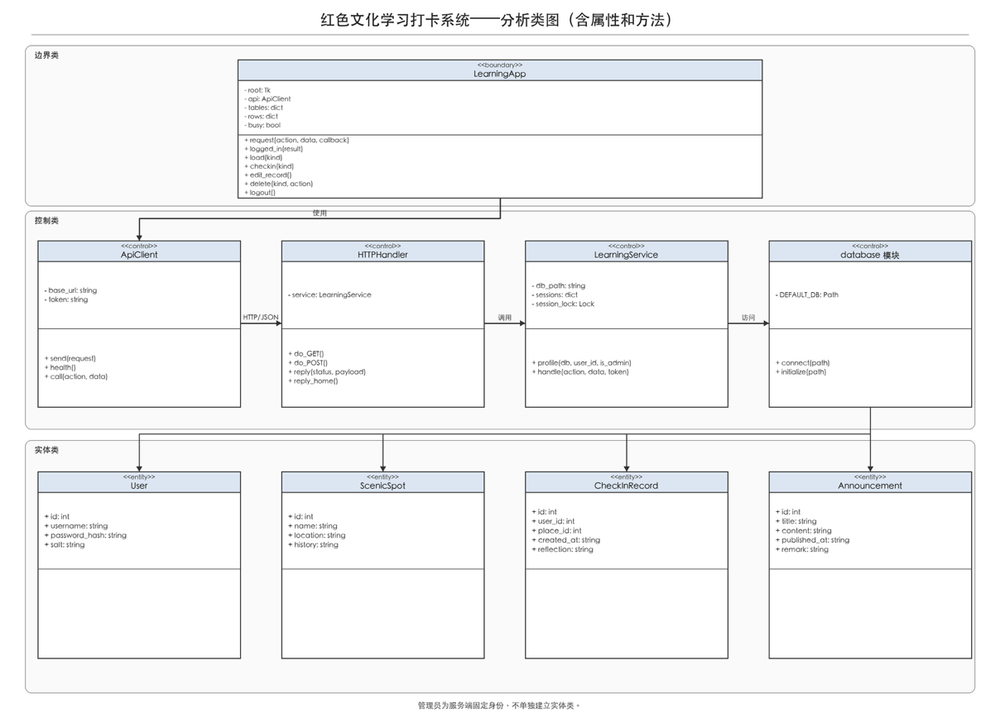 红色文化学习打卡系统——分析类图（含属性和方法）
边界类
<<boundary>>
LearningApp
- root: Tk
- api: ApiClient
- tables: dict
- rows: dict
- busy: bool
+ request(action, data, callback)
+ logged_in(result)
+ load(kind)
+ checkin(kind)
+ edit_record()
+ delete(kind, action)
+ logout()
使用
控制类
<<control>>
ApiClient
- base_url: string
- token: string
+ send(request)
+ health()
+ call(action, data)
HTTP/JSON
<<control>>
HTTPHandler
- service: LearningService
+ do_GET()
+ do_POST()
+ reply(status, payload)
+ reply_home()
调用
<<control>>
LearningService
- db_path: string
- sessions: dict
- session_lock: Lock
+ profile(db, user_id, is_admin)
+ handle(action, data, token)
访问
<<control>>
database 模块
- DEFAULT_DB: Path
+ connect(path)
+ initialize(path)
实体类
<<entity>>
User
+ id: int
+ username: string
+ password_hash: string
+ salt: string
<<entity>>
ScenicSpot
+ id: int
+ name: string
+ location: string
+ history: string
<<entity>>
CheckInRecord
+ id: int
+ user_id: int
+ place_id: int
+ created_at: string
+ reflection: string
<<entity>>
Announcement
+ id: int
+ title: string
+ content: string
+ published_at: string
+ remark: string
管理员为服务端固定身份，不单独建立实体类。